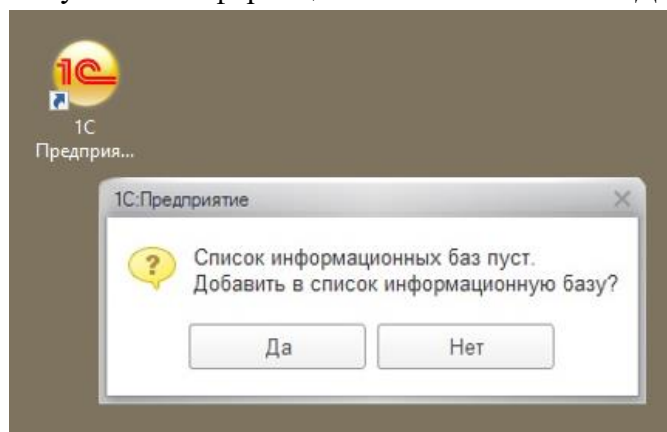 1С
1С
Предприя...
1С:Предприятие
Список информационных баз пуст.
Добавить в список информационную базу?
Да
Нет